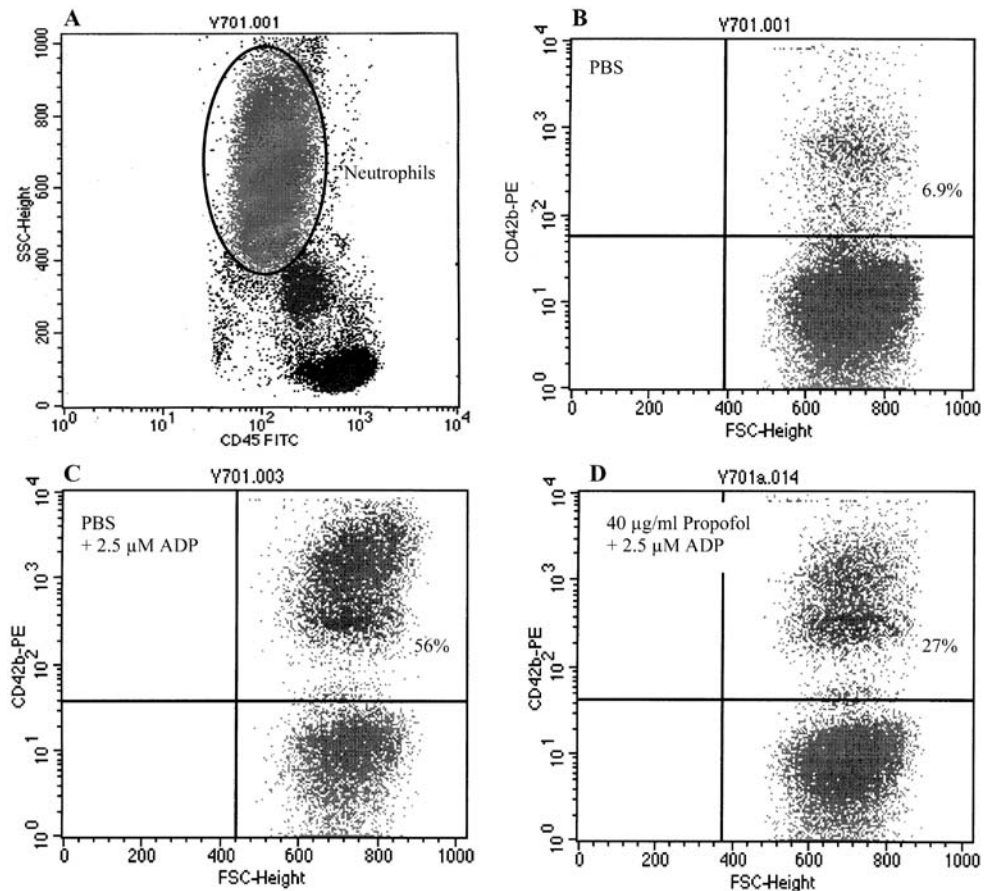 A
Y701.001
1000
800
600
400
200
0
SSC-Height
Neutrophils
10^0 10^1 10^2 10^3 10^4
CD45 FITC
B
Y701.001
PBS
10^4
10^3
10^2
10^1
10^0
CD42b-PE
6.9%
0 200 400 600 800 1000
FSC-Height
C
Y701.003
PBS
+ 2.5 µM ADP
10^4
10^3
10^2
10^1
10^0
CD42b-PE
56%
0 200 400 600 800 1000
FSC-Height
D
Y701a.014
40 µg/ml Propofol
+ 2.5 µM ADP
10^4
10^3
10^2
10^1
10^0
CD42b-PE
27%
0 200 400 600 800 1000
FSC-Height